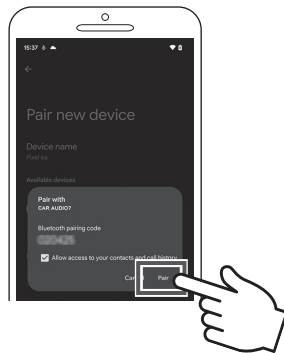 15:37
Pair new device
Device name
Available devices
Pair with
CAR AUDIO?
Bluetooth pairing code
Allow access to your contacts and call history
Pair